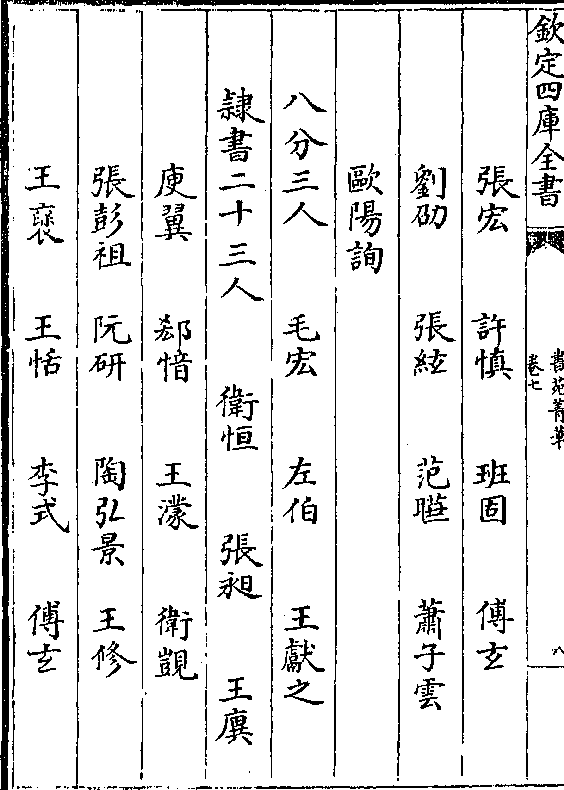 欽定四庫全書
書苑菁華
卷七
八
張宏 許慎 班固 傅玄
劉劭 張紘 范曄 蕭子雲
歐陽詢
八分三人 毛宏 左伯 王獻之
隸書二十三人 衛恒 張昶 王廙
庾翼 郄愔 王濛 衛覬
張彭祖 阮研 陶弘景 王修
王褒 王恬 李式 傅玄